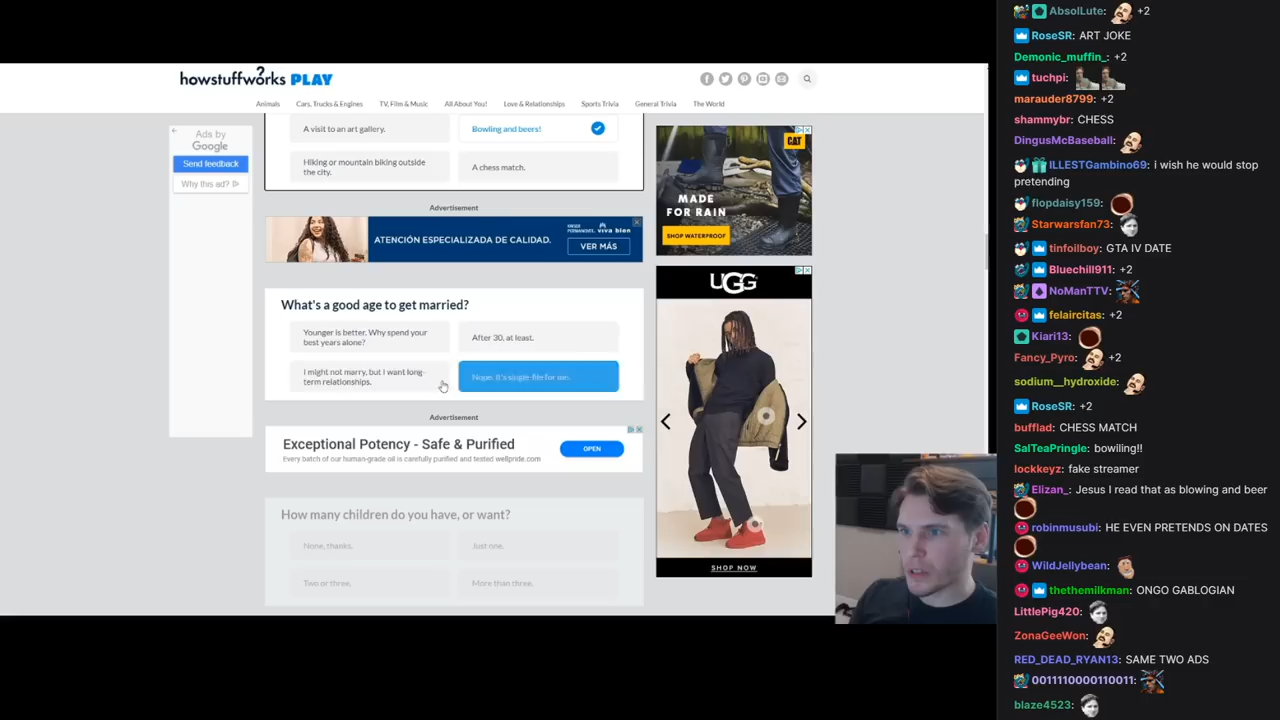 howstuffworks PLAY
Animals
Cars, Trucks & Engines
TV, Film & Music
All About You!
Love & Relationships
Sports Trivia
General Trivia
The World
Ads by
Google
Send feedback
Why this ad?
A visit to an art gallery.
Bowling and beers!
Hiking or mountain biking outside
the city.
A chess match.
Advertisement
ATENCIÓN ESPECIALIZADA DE CALIDAD.
viva bien
VER MÁS
What's a good age to get married?
Younger is better. Why spend your
best years alone?
After 30, at least.
I might not marry, but I want long-
term relationships.
Nope. It's single-life for me.
Advertisement
Exceptional Potency - Safe & Purified
Every batch of our human-grade oil is carefully purified and tested wellpride.com
OPEN
How many children do you have, or want?
None, thanks.
Just one.
Two or three.
More than three.
CAT
MADE
FOR RAIN
SHOP WATERPROOF
UGG
SHOP NOW
AbsolLute: +2
RoseSR: ART JOKE
Demonic_muffin_: +2
tuchpi:
marauder8799: +2
shammybr: CHESS
DingusMcBaseball:
ILLESTGambino69: i wish he would stop
pretending
flopdaisy159:
Starwarsfan73:
tinfoilboy: GTA IV DATE
Bluechill911: +2
NoManTTV:
felaircitas: +2
Kiari13:
Fancy_Pyro: +2
sodium__hydroxide:
RoseSR: +2
bufflad: CHESS MATCH
SalTeaPringle: bowling!!
lockkeyz: fake streamer
Elizan_: Jesus I read that as blowing and beer
robinmusubi: HE EVEN PRETENDS ON DATES
WildJellybean:
thethemilkman: ONGO GABLOGIAN
LittlePig420:
ZonaGeeWon:
RED_DEAD_RYAN13: SAME TWO ADS
0011110000110011:
blaze4523: